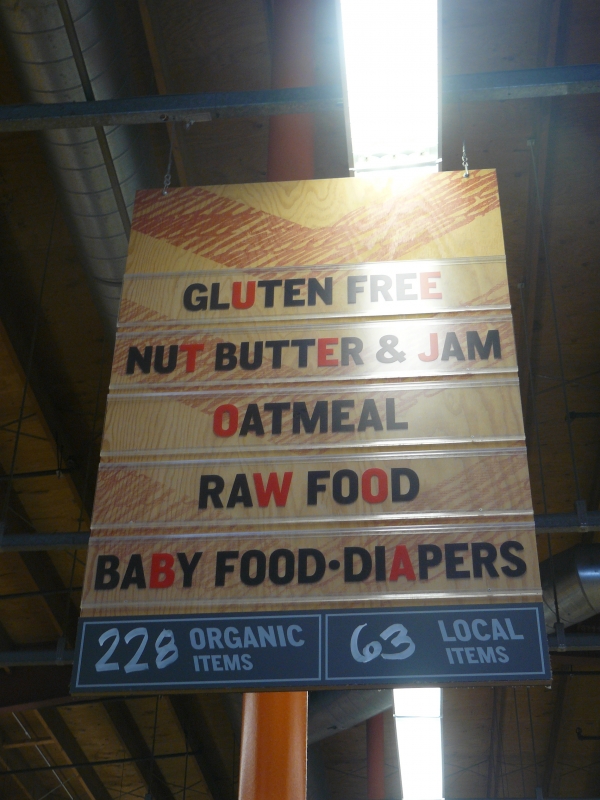 GLUTEN FREE
NUT BUTTER & JAM
OATMEAL
RAW FOOD
BABY FOOD•DIAPERS
228 ORGANIC ITEMS
63 LOCAL ITEMS